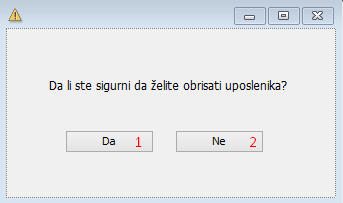 Da li ste sigurni da želite obrisati uposlenika?
Da 1 Ne 2